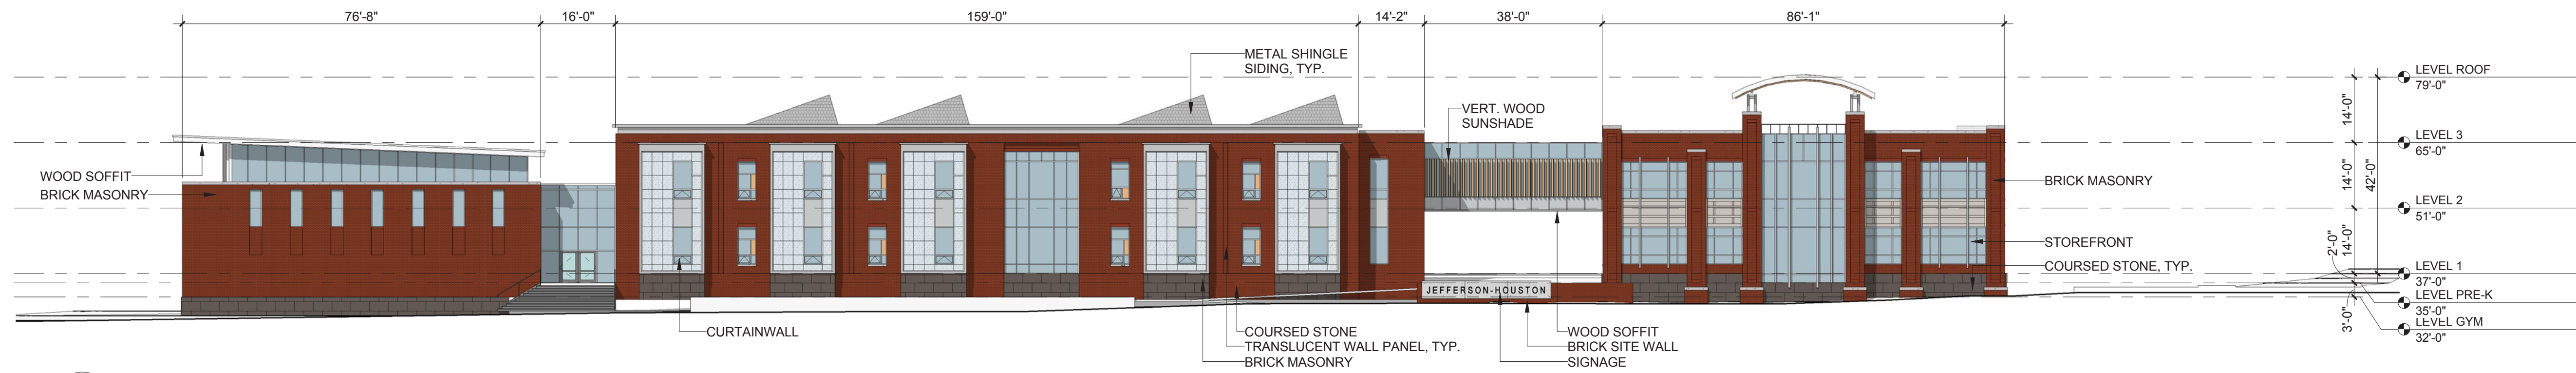 76'-8"
16'-0"
159'-0"
14'-2"
38'-0"
86'-1"
METAL SHINGLE
SIDING, TYP.
VERT. WOOD
SUNSHADE
WOOD SOFFIT
BRICK MASONRY
BRICK MASONRY
STOREFRONT
COURSED STONE, TYP.
JEFFERSON-HOUSTON
CURTAINWALL
COURSED STONE
TRANSLUCENT WALL PANEL, TYP.
BRICK MASONRY
WOOD SOFFIT
BRICK SITE WALL
SIGNAGE
14'-0"
14'-0"
42'-0"
14'-0"
2'-0"
3'-0"
LEVEL ROOF
79'-0"
LEVEL 3
65'-0"
LEVEL 2
51'-0"
LEVEL 1
37'-0"
LEVEL PRE-K
35'-0"
LEVEL GYM
32'-0"